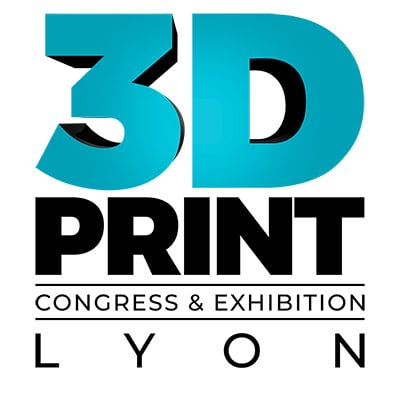 3D
PRINT
CONGRESS & EXHIBITION
LYON